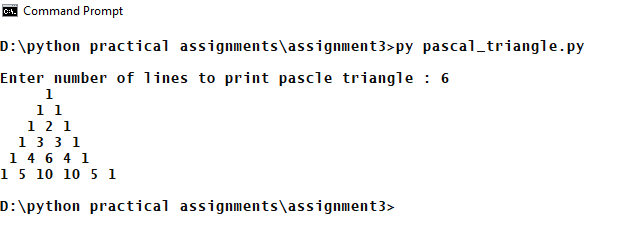 Command Prompt
D:\python practical assignments\assignment3>py pascal_triangle.py
Enter number of lines to print pascle triangle : 6
1
1 1
1 2 1
1 3 3 1
1 4 6 4 1
1 5 10 10 5 1
D:\python practical assignments\assignment3>